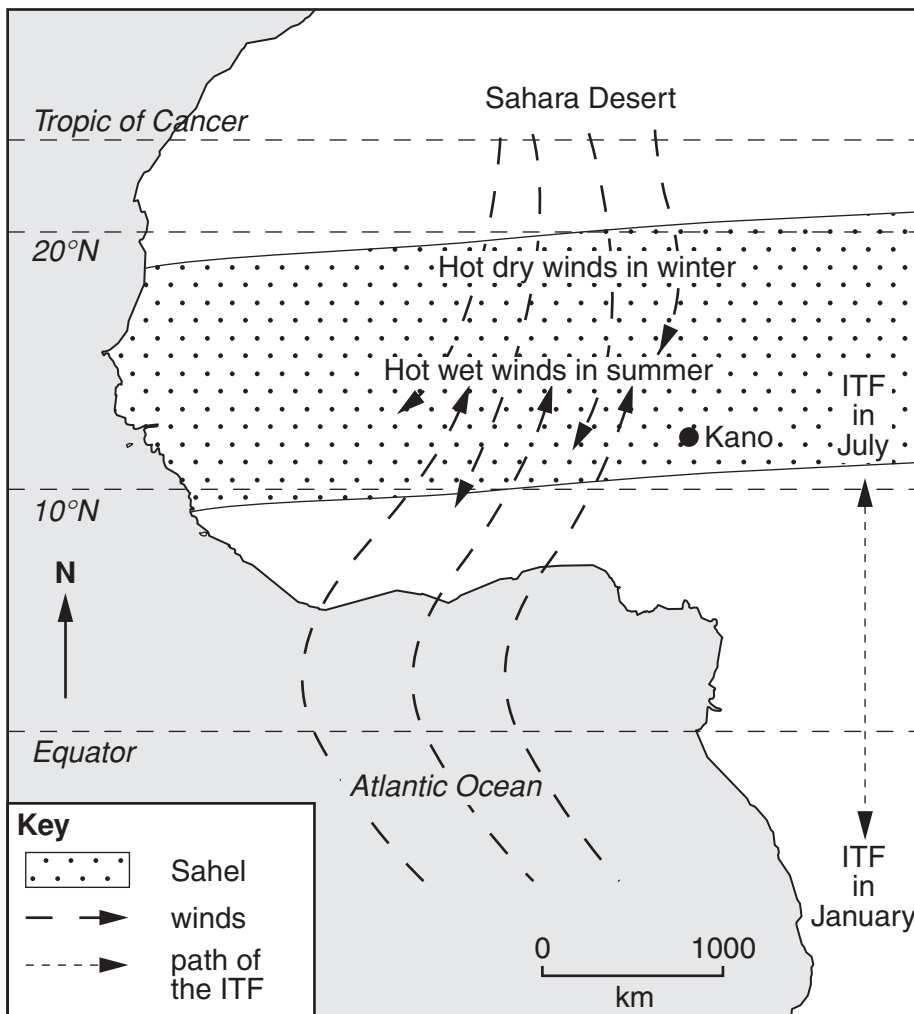 Sahara Desert
Tropic of Cancer
20°N
Hot dry winds in winter
Hot wet winds in summer
ITF
in
July
Kano
10°N
N
Equator
Atlantic Ocean
ITF
in
January
Key
Sahel
winds
path of
the ITF
0 1000
km